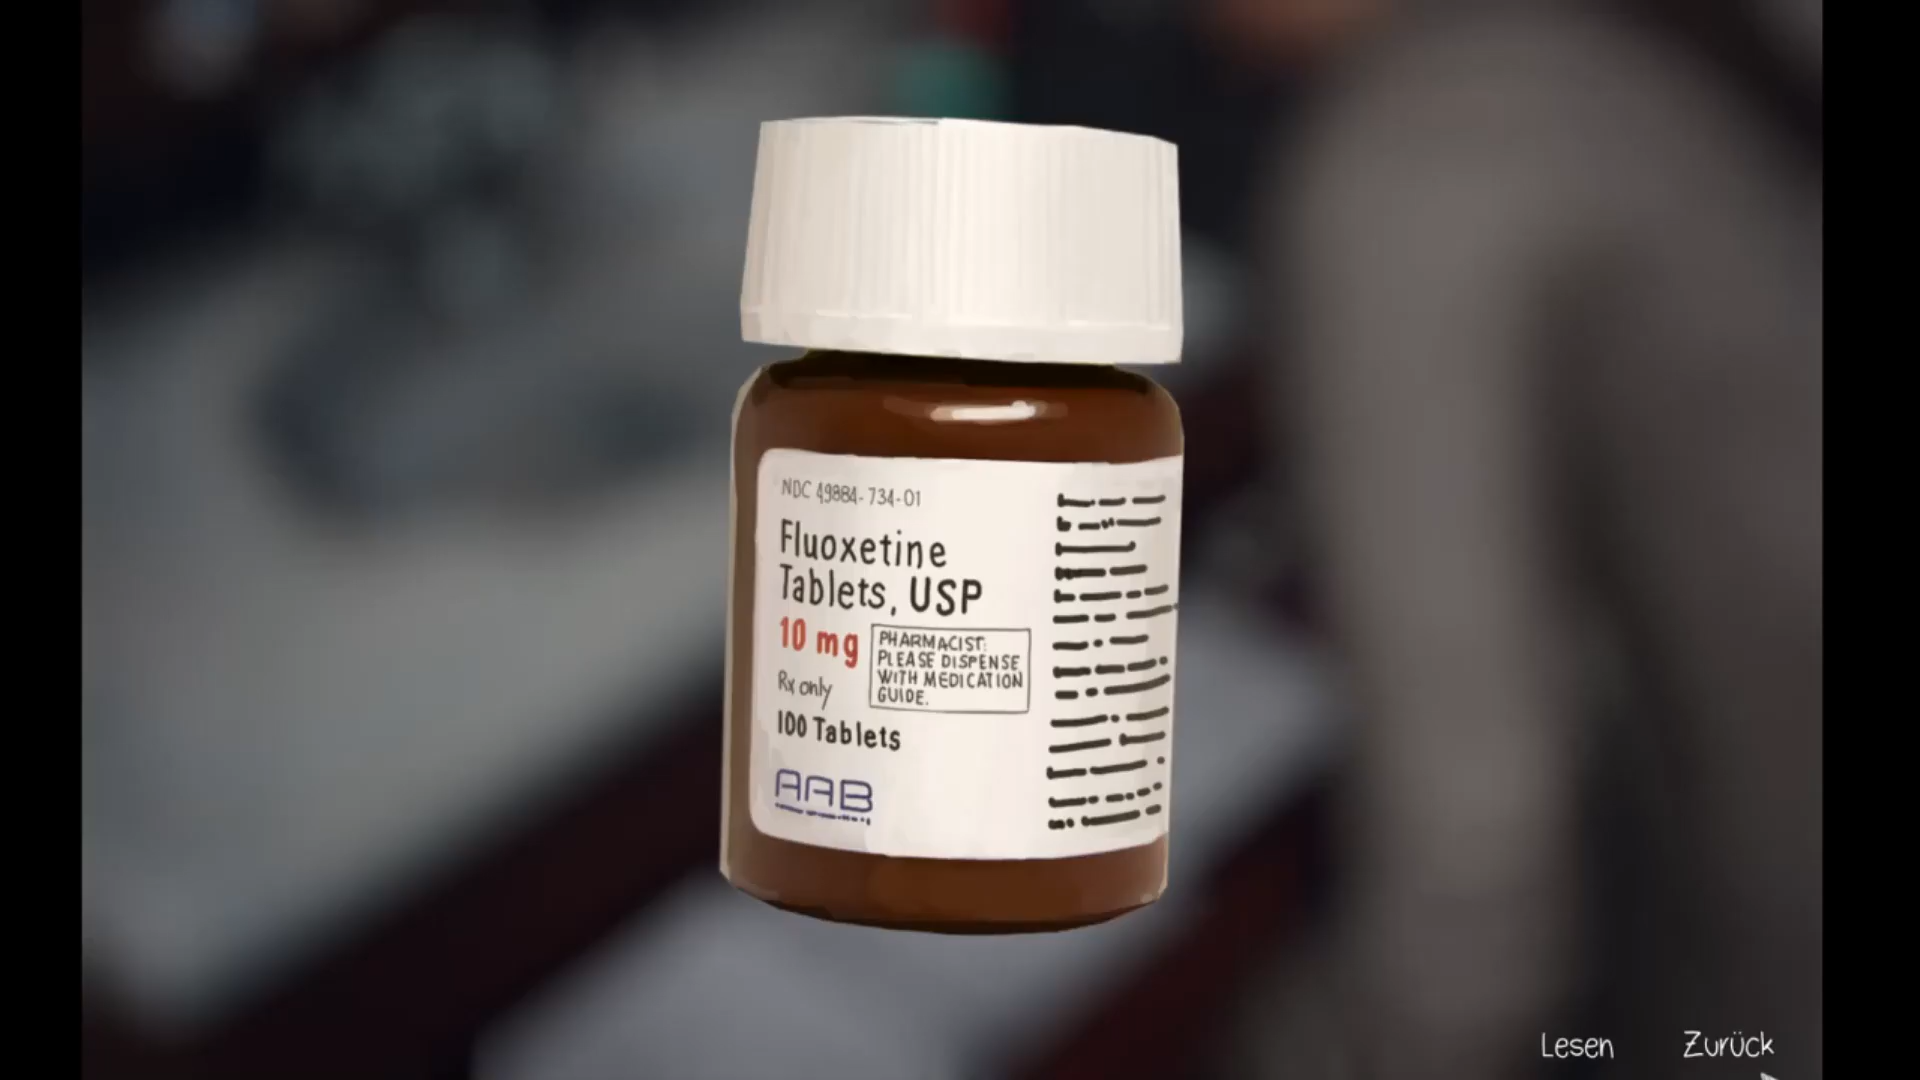 NDC 49884-734-01
Fluoxetine
Tablets, USP
10 mg
PHARMACIST:
PLEASE DISPENSE
WITH MEDICATION
GUIDE.
Rx only
100 Tablets
AAB
Lesen
Zurück